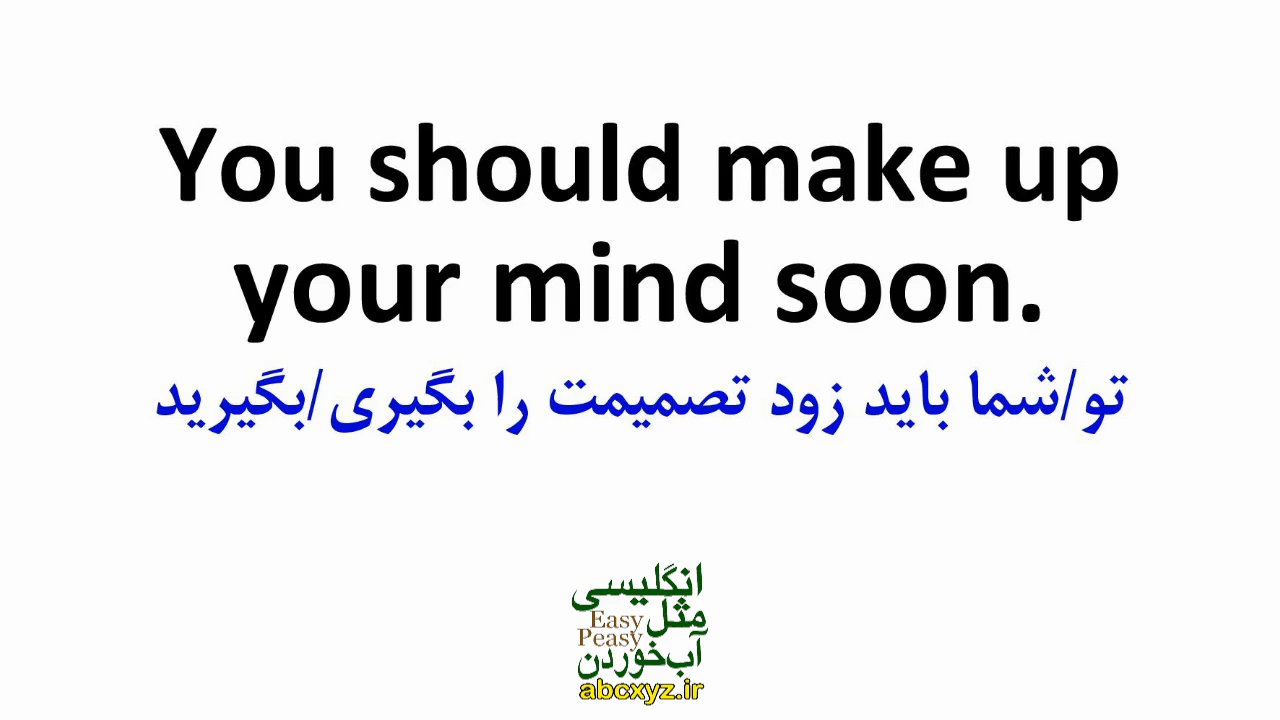 You should make up
your mind soon.
تو/شما باید زود تصمیمت را بگیری/بگیرید
انگلیسی
مثل
Easy
Peasy
آب‌خوردن
abcxyz.ir